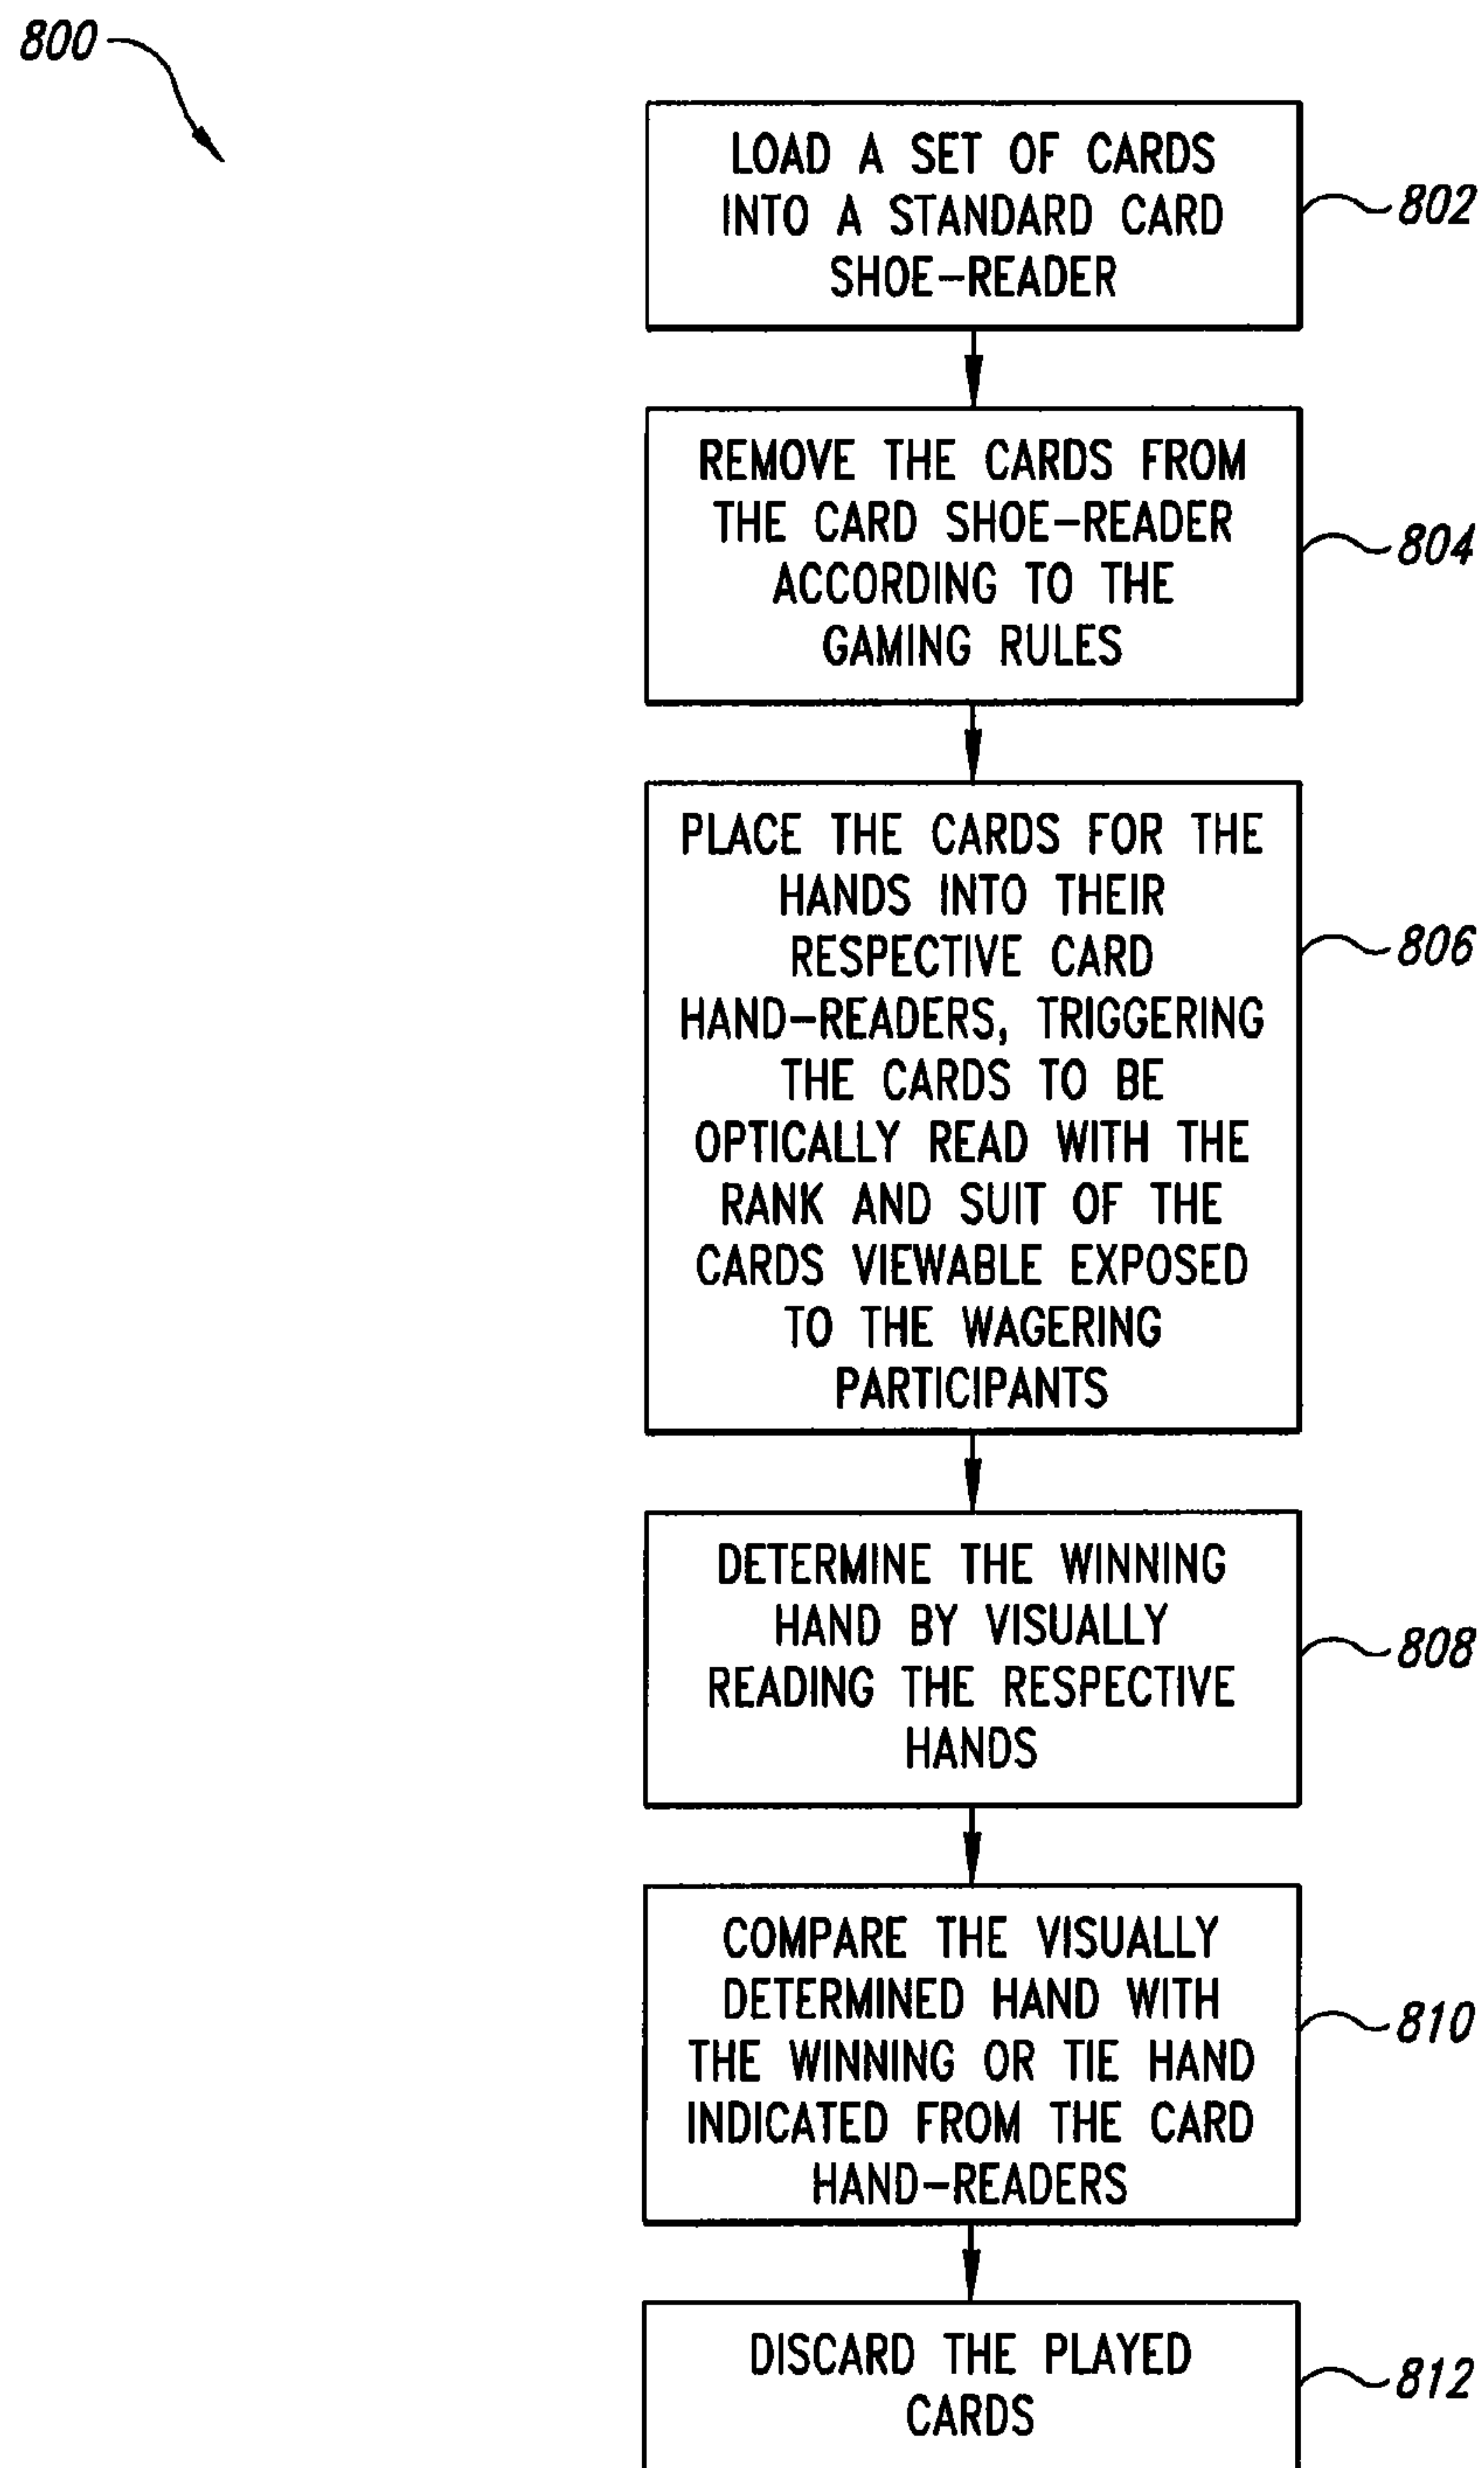 800
LOAD A SET OF CARDS
INTO A STANDARD CARD
SHOE-READER
802
REMOVE THE CARDS FROM
THE CARD SHOE-READER
ACCORDING TO THE
GAMING RULES
804
PLACE THE CARDS FOR THE
HANDS INTO THEIR
RESPECTIVE CARD
HAND-READERS, TRIGGERING
THE CARDS TO BE
OPTICALLY READ WITH THE
RANK AND SUIT OF THE
CARDS VIEWABLE EXPOSED
TO THE WAGERING
PARTICIPANTS
806
DETERMINE THE WINNING
HAND BY VISUALLY
READING THE RESPECTIVE
HANDS
808
COMPARE THE VISUALLY
DETERMINED HAND WITH
THE WINNING OR TIE HAND
INDICATED FROM THE CARD
HAND-READERS
810
DISCARD THE PLAYED
CARDS
812